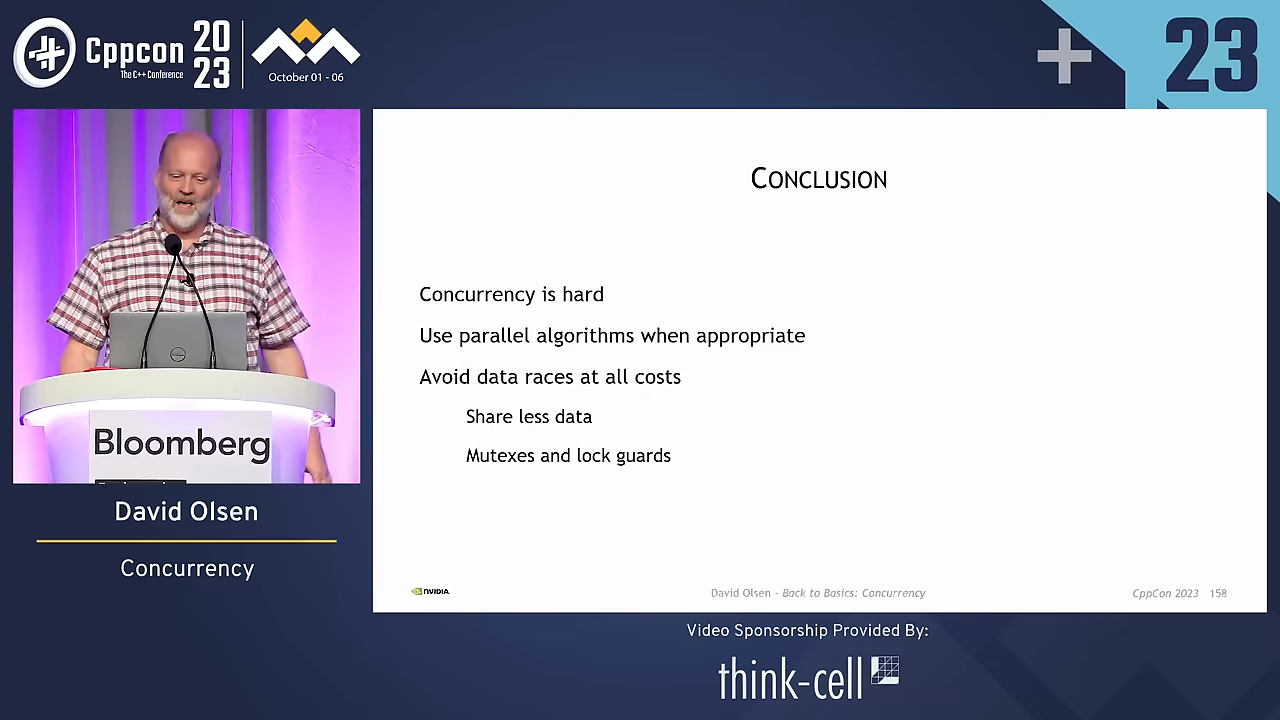 Cppcon
The C++ Conference
20
23
October 01 - 06
23
CONCLUSION
Concurrency is hard
Use parallel algorithms when appropriate
Avoid data races at all costs
Share less data
Mutexes and lock guards
NVIDIA.
David Olsen - Back to Basics: Concurrency
CppCon 2023 158
Bloomberg
David Olsen
Concurrency
Video Sponsorship Provided By:
think-cell